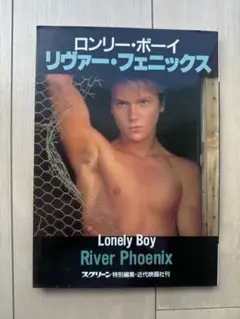 ロンリー・ボーイ
リヴァー・フェニックス
Lonely Boy
River Phoenix
スクリーン特別編集・近代映画社刊